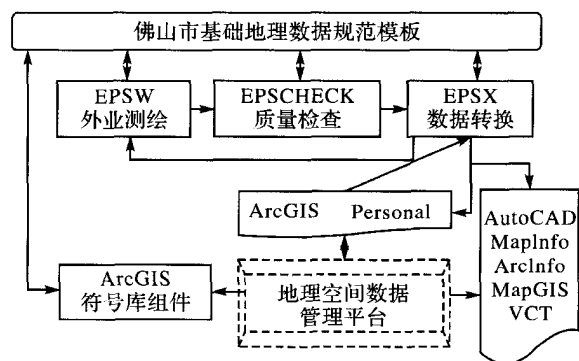 佛山市基础地理数据规范模板
EPSW
外业测绘
EPSCHECK
质量检查
EPSX
数据转换
ArcGIS Personal
AutoCAD
MapInfo
ArcInfo
MapGIS
VCT
ArcGIS
符号库组件
地理空间数据
管理平台